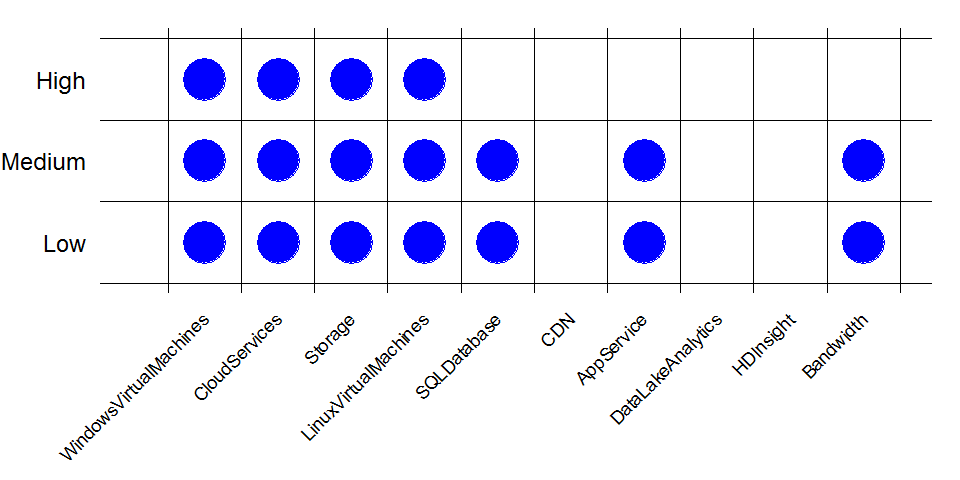 High
Medium
Low
WindowsVirtualMachines
CloudServices
Storage
LinuxVirtualMachines
SQLDatabase
CDN
AppService
DataLakeAnalytics
HDInsight
Bandwidth